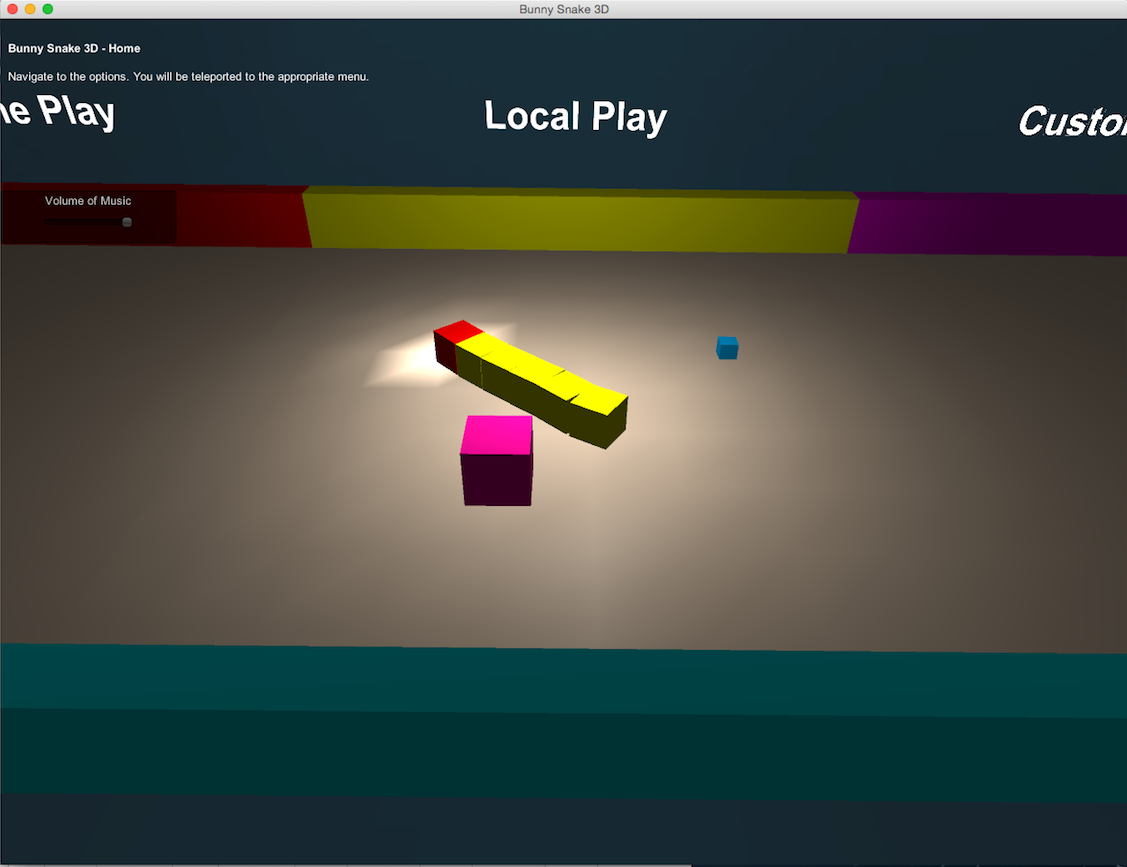 Bunny Snake 3D
Bunny Snake 3D - Home
Navigate to the options. You will be teleported to the appropriate menu.
Play
Local Play
Volume of Music